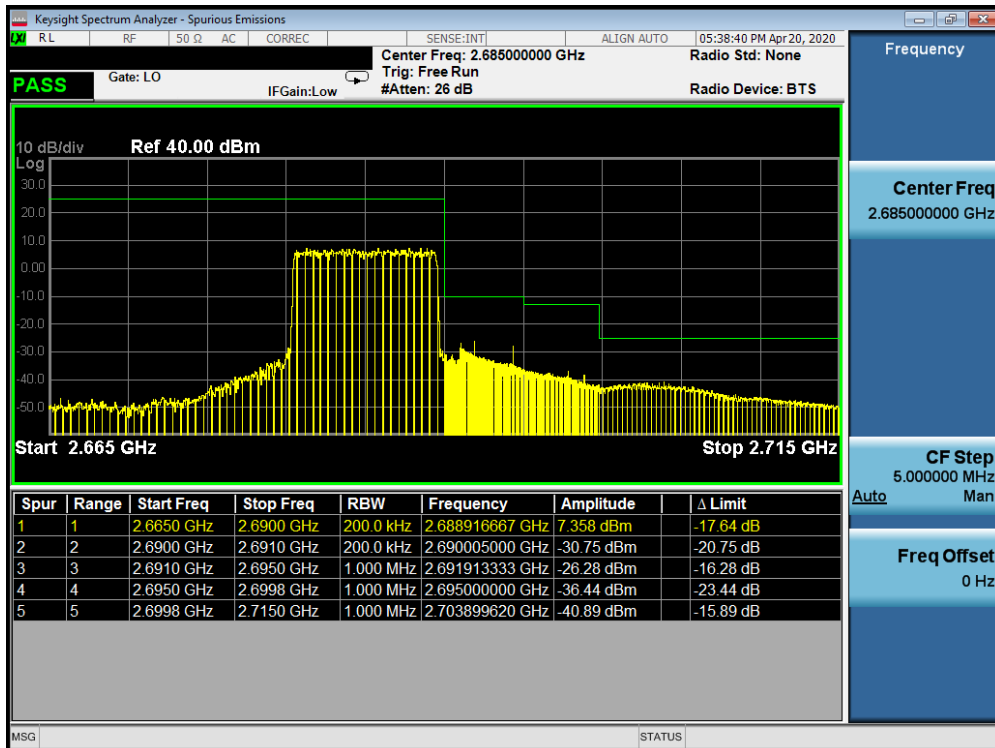 Keysight Spectrum Analyzer - Spurious Emissions
LXI RL RF 50 Ω AC CORREC SENSE:INT ALIGN AUTO 05:38:40 PM Apr 20, 2020
Center Freq: 2.685000000 GHz Radio Std: None
PASS Gate: LO Trig: Free Run
IFGain:Low #Atten: 26 dB Radio Device: BTS
10 dB/div Ref 40.00 dBm
Log
30.0
20.0
10.0
0.00
-10.0
-20.0
-30.0
-40.0
-50.0
Start 2.665 GHz Stop 2.715 GHz
Spur Range Start Freq Stop Freq RBW Frequency Amplitude Δ Limit
1 1 2.6650 GHz 2.6900 GHz 200.0 kHz 2.688916667 GHz 7.358 dBm -17.64 dB
2 2 2.6900 GHz 2.6910 GHz 200.0 kHz 2.690005000 GHz -30.75 dBm -20.75 dB
3 3 2.6910 GHz 2.6950 GHz 1.000 MHz 2.691913333 GHz -26.28 dBm -16.28 dB
4 4 2.6950 GHz 2.6998 GHz 1.000 MHz 2.695000000 GHz -36.44 dBm -23.44 dB
5 5 2.6998 GHz 2.7150 GHz 1.000 MHz 2.703899620 GHz -40.89 dBm -15.89 dB
Frequency
Center Freq
2.685000000 GHz
CF Step
5.000000 MHz
Auto Man
Freq Offset
0 Hz
MSG STATUS